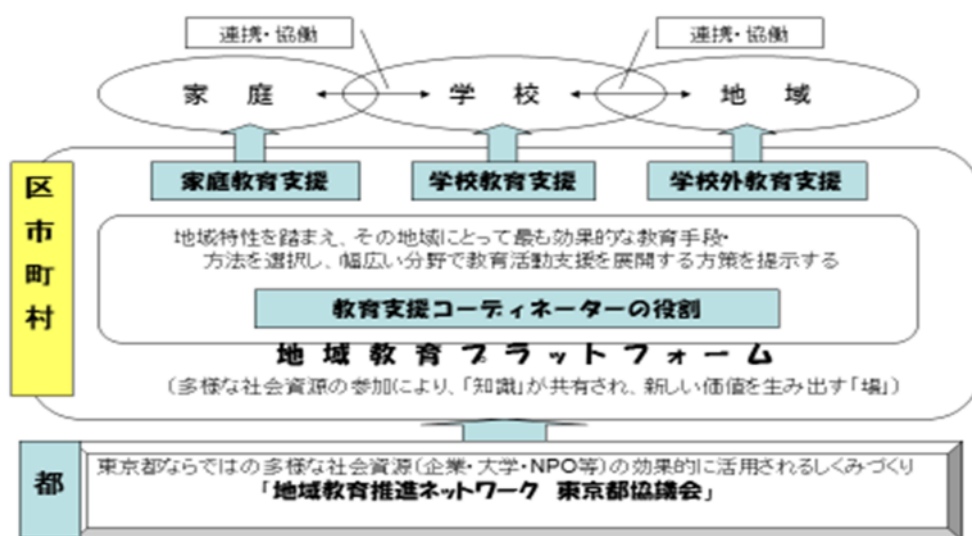 連携・協働
連携・協働
家庭
学校
地域
区市町村
家庭教育支援
学校教育支援
学校外教育支援
地域特性を踏まえ、その地域にとって最も効果的な教育手段・
方法を選択し、幅広い分野で教育活動支援を展開する方策を提示する
教育支援コーディネーターの役割
地域教育プラットフォーム
(多様な社会資源の参加により、「知識」が共有され、新しい価値を生み出す「場」)
都
東京都ならではの多様な社会資源(企業・大学・NPO等)の効果的に活用されるしくみづくり
「地域教育推進ネットワーク 東京都協議会」